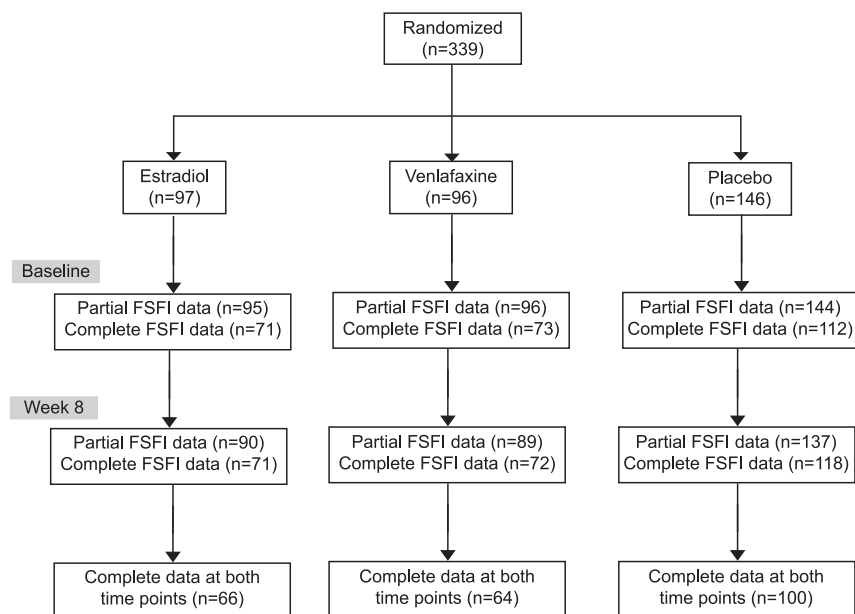 Randomized
(n=339)
Estradiol
(n=97)
Venlafaxine
(n=96)
Placebo
(n=146)
Baseline
Partial FSFI data (n=95)
Complete FSFI data (n=71)
Partial FSFI data (n=96)
Complete FSFI data (n=73)
Partial FSFI data (n=144)
Complete FSFI data (n=112)
Week 8
Partial FSFI data (n=90)
Complete FSFI data (n=71)
Partial FSFI data (n=89)
Complete FSFI data (n=72)
Partial FSFI data (n=137)
Complete FSFI data (n=118)
Complete data at both
time points (n=66)
Complete data at both
time points (n=64)
Complete data at both
time points (n=100)